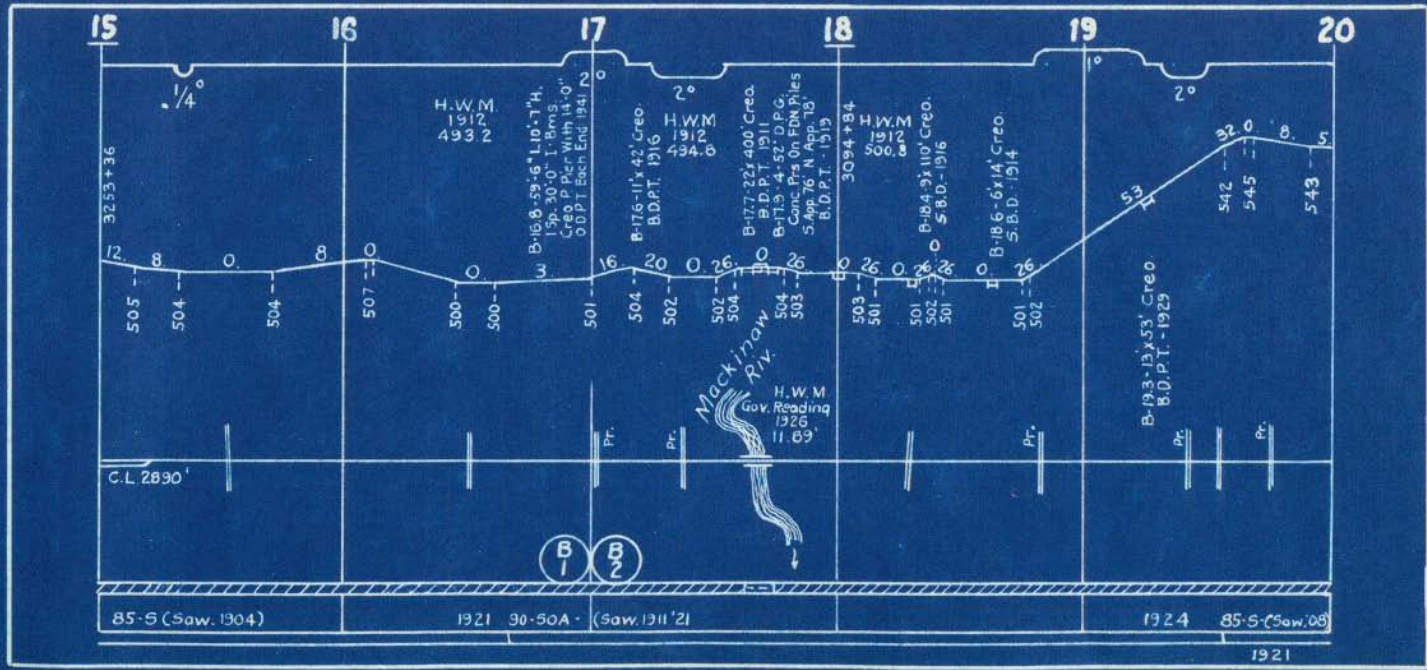 15 16 17 18 19 20
1/4°
2°
2°
1°
2°
3253+36
H.W.M
1912
493.2
B-16.8-59'-6" L.10'-7" H.
1 Sp. 30'-0" I-Bms.
Creo P Pier With 14'-0"
O.D.P.T. Each End 1941
B-17.6-11'x42' Creo.
B.D.P.T. 1916
H.W.M
1912
494.8
B-17.7-22'x400' Creo.
B.D.P.T. 1911
B-17.9-4-52' D.P.G.
Conc. Prs. On FDN. Piles
S. App. 76' N. App. 78'
B.D.P.T.-1919
3094+84
H.W.M
1912
500.8
B-18.4-9'x110' Creo.
S.B.D.-1916
B-18.6-6'x14' Creo.
S.B.D.-1914
B-19.3-13'x53' Creo.
B.D.P.T.-1929
12. 8. 0. 8. 0 0. 3. 16. 20 0. 26. 0 26. 0 26. 0. 26. 0 26. 0. 26. 53 32. 0. 8. 5.
505 504 504 507 500 500 501 504 502 502 504 504 503 503 501 501 502 501 501 502 542 545 543
Mackinaw
Riv.
H.W.M
Gov. Reading
1926
11.89'
Pr. Pr. Pr. Pr. Pr.
C.L. 2890'
B
1
B
2
85-S (Saw. 1904) 1921 90-SOA - (Saw. 1911'21 1924 85-S-(Saw.'08)
1921